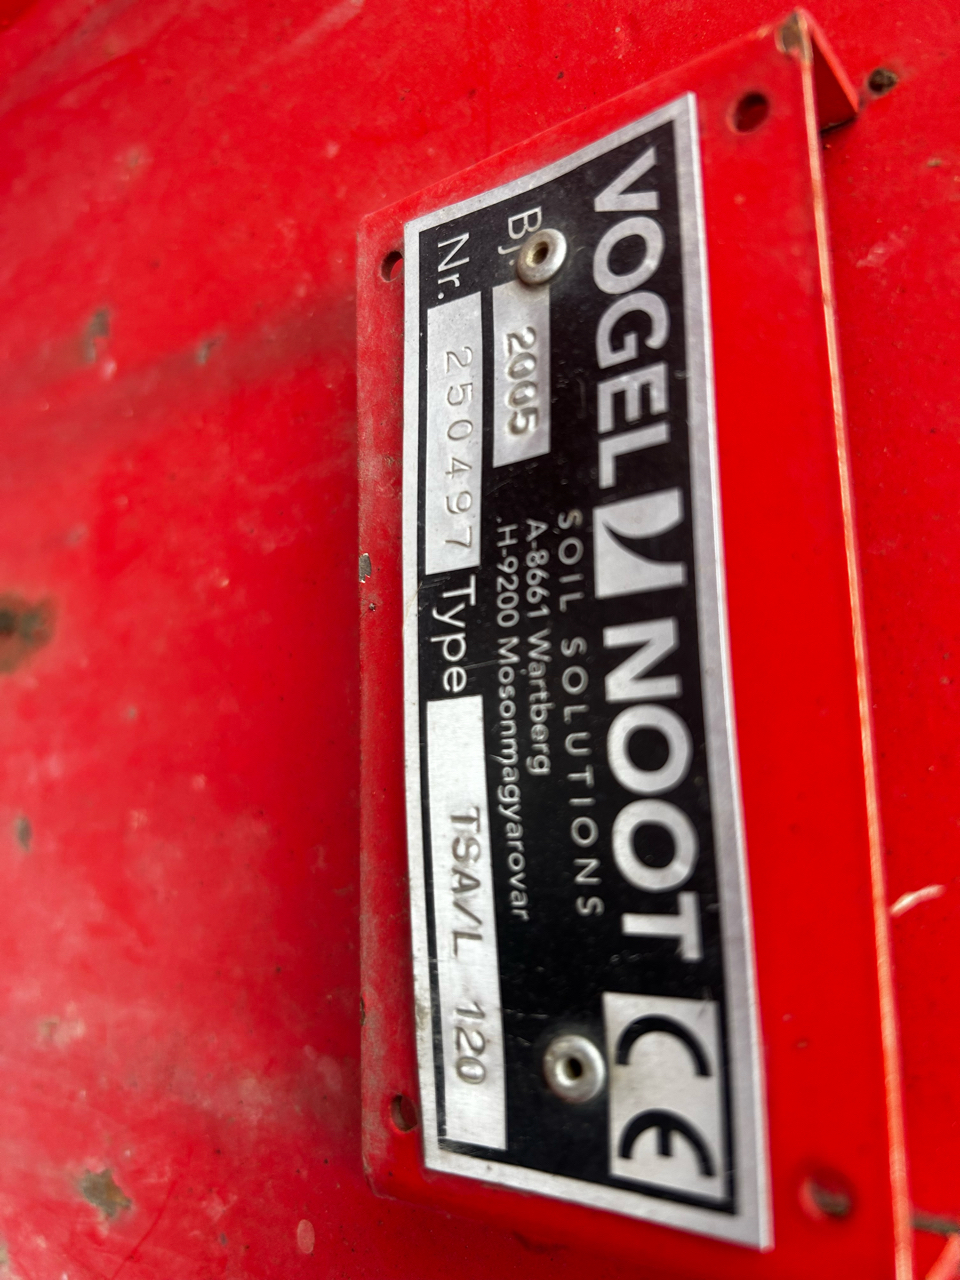 VOGEL NOOT CE
SOIL SOLUTIONS
A-8661 Wartberg
H-9200 Mosonmagyarovar
Bj. 2005
Nr. 250497 Type TSA/L 120